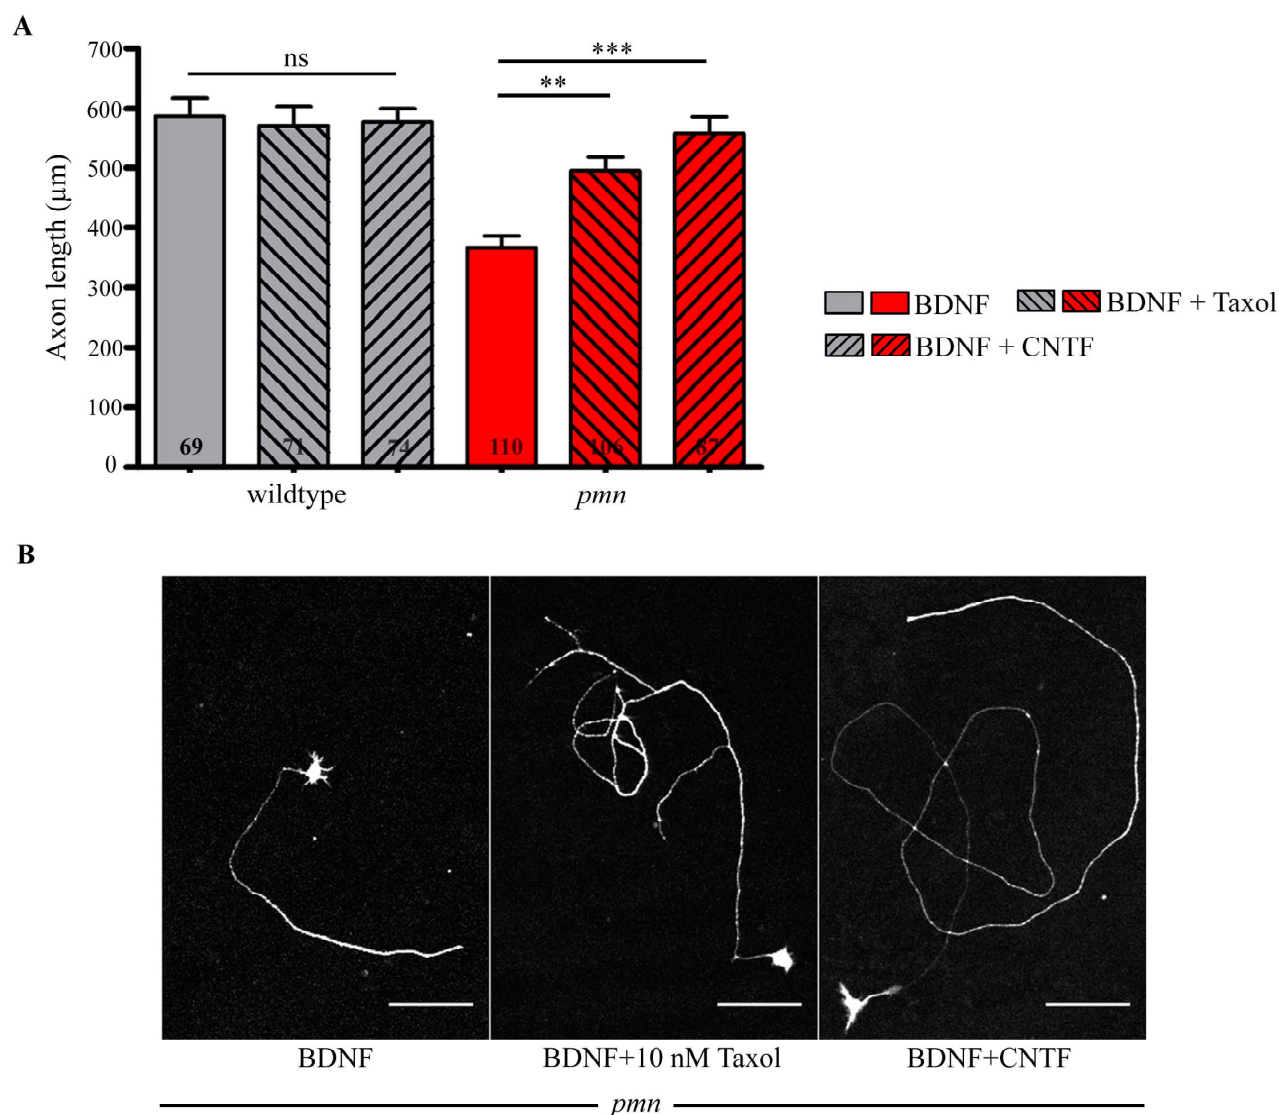 A
700
600
500
400
300
200
100
0
Axon length (µm)
ns
**
***
69
71
74
110
106
87
wildtype
pmn
BDNF
BDNF + Taxol
BDNF + CNTF
B
BDNF
BDNF+10 nM Taxol
BDNF+CNTF
pmn